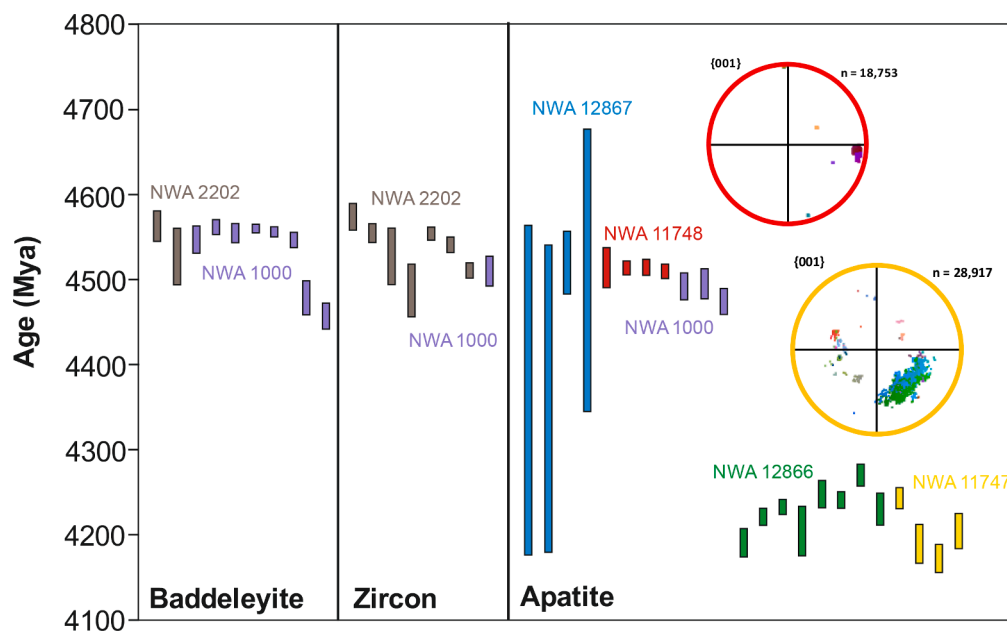 4800
4700
4600
4500
4400
4300
4200
4100
Age (Mya)
NWA 2202
NWA 1000
Baddeleyite
NWA 2202
NWA 1000
Zircon
NWA 12867
NWA 11748
NWA 1000
Apatite
{001}
n = 18,753
{001}
n = 28,917
NWA 12866
NWA 11747